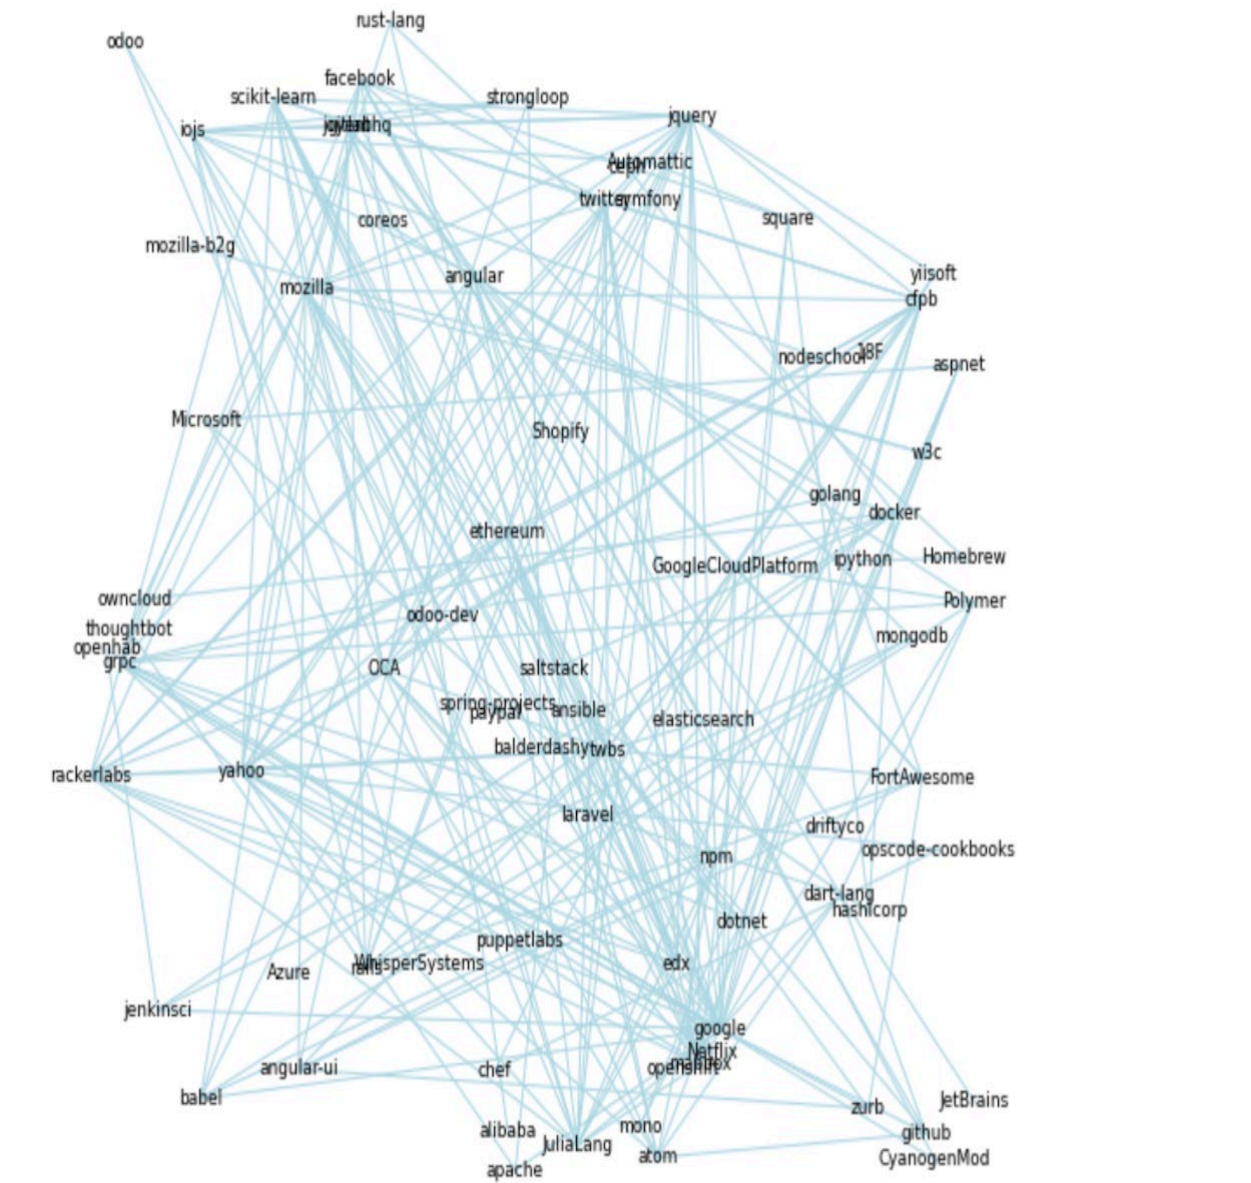 rust-lang
odoo
facebook
scikit-learn
strongloop
jquery
iojs
Automattic
ceph
twitter
symfony
square
coreos
mozilla-b2g
yiisoft
angular
mozilla
cfpb
18F
nodeschool
aspnet
Microsoft
Shopify
w3c
golang
docker
ethereum
Homebrew
ipython
GoogleCloudPlatform
owncloud
Polymer
odoo-dev
thoughtbot
mongodb
openhab
grpc
OCA
saltstack
spring-projects
paypal
ansible
elasticsearch
balderdashy
twbs
yahoo
rackerlabs
FortAwesome
laravel
driftyco
opscode-cookbooks
npm
dart-lang
hashicorp
dotnet
puppetlabs
WhisperSystems
rails
edx
Azure
jenkinsci
google
Netflix
mapbox
openshift
angular-ui
chef
babel
JetBrains
zurb
mono
alibaba
github
JuliaLang
atom
CyanogenMod
apache